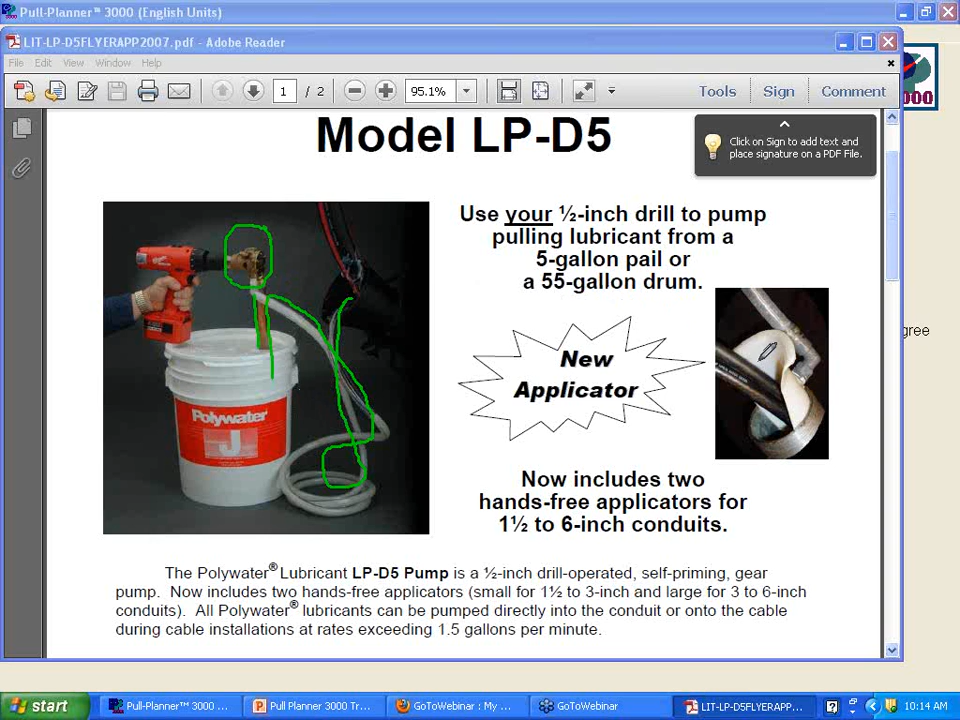 Pull-Planner™ 3000 (English Units)
LIT-LP-D5FLYERAPP2007.pdf - Adobe Reader
File Edit View Window Help
1 / 2 95.1% Tools Sign Comment
000
Model LP-D5
Click on Sign to add text and
place signature on a PDF File.
Use your ½-inch drill to pump
pulling lubricant from a
5-gallon pail or
a 55-gallon drum.
gree
New
Applicator
Polywater
J
Now includes two
hands-free applicators for
1½ to 6-inch conduits.
The Polywater® Lubricant LP-D5 Pump is a ½-inch drill-operated, self-priming, gear
pump. Now includes two hands-free applicators (small for 1½ to 3-inch and large for 3 to 6-inch
conduits). All Polywater® lubricants can be pumped directly into the conduit or onto the cable
during cable installations at rates exceeding 1.5 gallons per minute.
start Pull-Planner™ 3000 ... Pull Planner 3000 Tr... GoToWebinar : My ... GoToWebinar LIT-LP-D5FLYERAPP... 10:14 AM